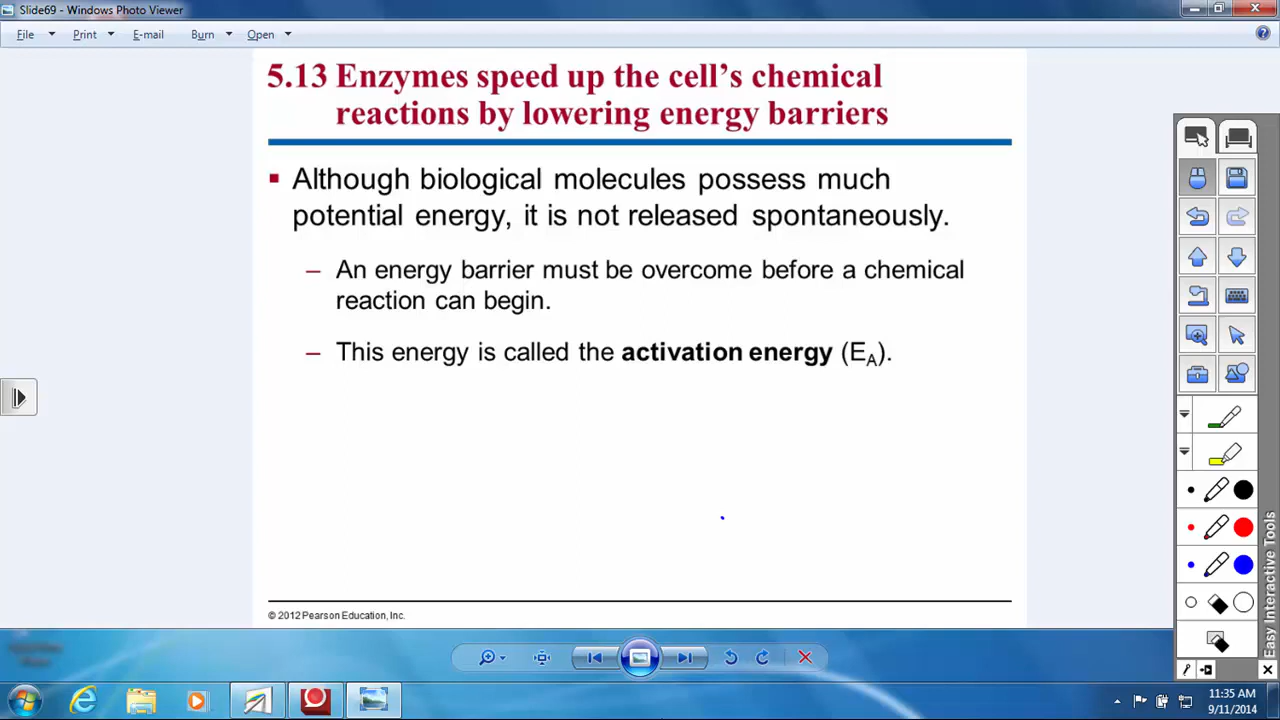 Slide69 - Windows Photo Viewer
File Print E-mail Burn Open
5.13 Enzymes speed up the cell’s chemical
reactions by lowering energy barriers
Although biological molecules possess much
potential energy, it is not released spontaneously.
– An energy barrier must be overcome before a chemical
reaction can begin.
– This energy is called the activation energy (EA).
© 2012 Pearson Education, Inc.
Easy Interactive Tools
11:35 AM
9/11/2014